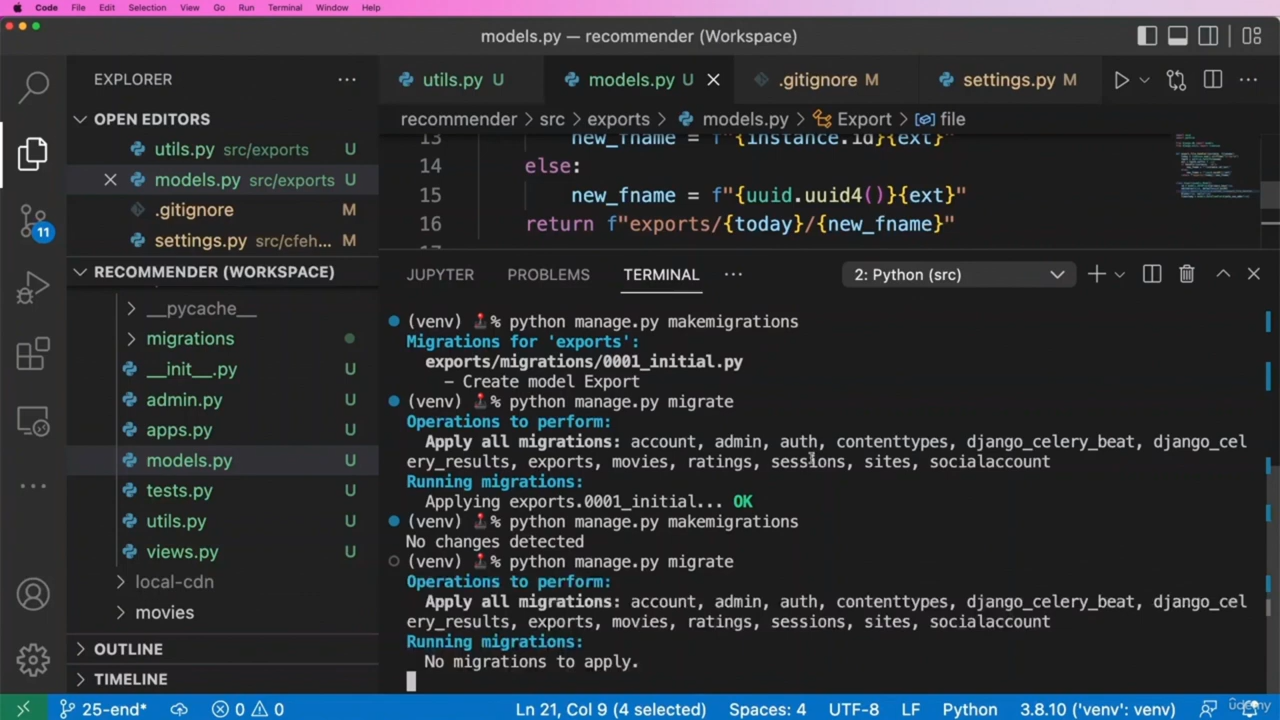 Code File Edit Selection View Go Run Terminal Window Help
models.py — recommender (Workspace)
EXPLORER
utils.py U models.py U .gitignore M settings.py M
OPEN EDITORS
recommender > src > exports > models.py > Export > file
utils.py src/exports U
models.py src/exports U
.gitignore M
settings.py src/cfeh... M
13 new_fname = f"{instance.id}{ext}"
14 else:
15 new_fname = f"{uuid.uuid4()}{ext}"
16 return f"exports/{today}/{new_fname}"
RECOMMENDER (WORKSPACE)
__pycache__
migrations
__init__.py U
admin.py U
apps.py U
models.py U
tests.py U
utils.py U
views.py U
local-cdn
movies
OUTLINE
TIMELINE
JUPYTER PROBLEMS TERMINAL ... 2: Python (src)
(venv) % python manage.py makemigrations
Migrations for 'exports':
exports/migrations/0001_initial.py
- Create model Export
(venv) % python manage.py migrate
Operations to perform:
Apply all migrations: account, admin, auth, contenttypes, django_celery_beat, django_cel
ery_results, exports, movies, ratings, sessions, sites, socialaccount
Running migrations:
Applying exports.0001_initial... OK
(venv) % python manage.py makemigrations
No changes detected
(venv) % python manage.py migrate
Operations to perform:
Apply all migrations: account, admin, auth, contenttypes, django_celery_beat, django_cel
ery_results, exports, movies, ratings, sessions, sites, socialaccount
Running migrations:
No migrations to apply.
11
25-end* 0 0 Ln 21, Col 9 (4 selected) Spaces: 4 UTF-8 LF Python 3.8.10 ('venv': venv)
udemy